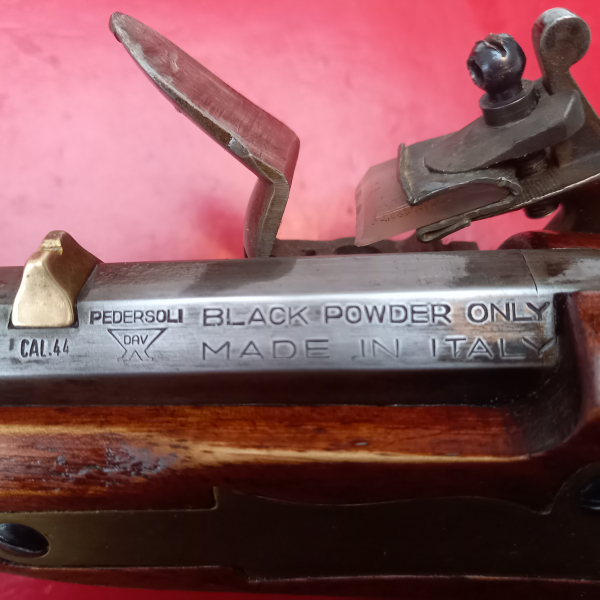 PEDERSOLI BLACK POWDER ONLY
CAL.44 DAV MADE IN ITALY